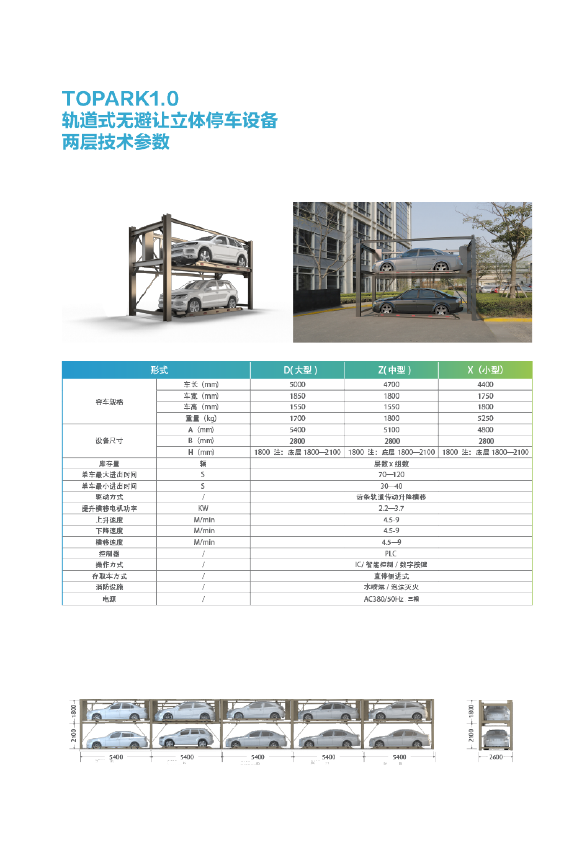 TOPARK1.0
轨道式无避让立体停车设备
两层技术参数
形式 D(大型) Z(中型) X（小型）
容车规格 车长（mm) 5000 4700 4400
车宽（mm) 1850 1800 1750
车高（mm) 1550 1550 1800
重量（kg) 1700 1800 5250
设备尺寸 A（mm) 5400 5100 4800
B（mm) 2800 2800 2800
H（mm) 1800 注：底层 1800—2100 1800 注：底层 1800—2100 1800 注：底层 1800—2100
库容量 辆 层数 x 组数
单车最大进出时间 S 70—120
单车最小进出时间 S 30—40
驱动方式 / 齿条轨道传动升降横移
提升横移电机功率 KW 2.2—3.7
上升速度 M/min 4.5-9
下降速度 M/min 4.5-9
横移速度 M/min 4.5—9
控制器 / PLC
操作方式 / IC/ 智能控制 / 数字按键
存取车方式 / 直停侧进式
消防设施 / 水喷淋 / 泡沫灭火
电源 / AC380/50Hz 三相
1800
2100
5400 5400 5400 5400 5400
1800
2100
2600